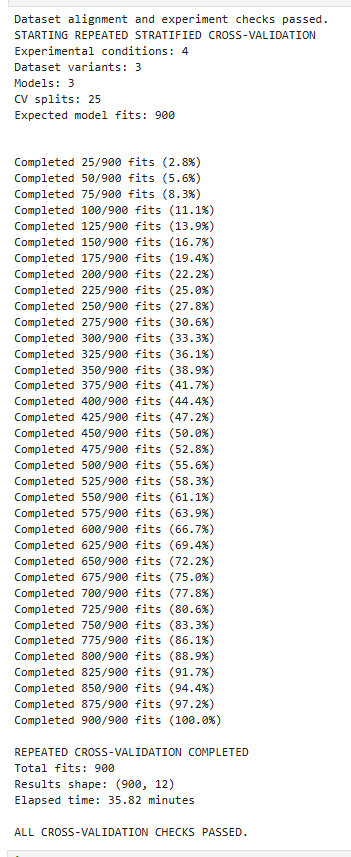 Dataset alignment and experiment checks passed.
STARTING REPEATED STRATIFIED CROSS-VALIDATION
Experimental conditions: 4
Dataset variants: 3
Models: 3
CV splits: 25
Expected model fits: 900
Completed 25/900 fits (2.8%)
Completed 50/900 fits (5.6%)
Completed 75/900 fits (8.3%)
Completed 100/900 fits (11.1%)
Completed 125/900 fits (13.9%)
Completed 150/900 fits (16.7%)
Completed 175/900 fits (19.4%)
Completed 200/900 fits (22.2%)
Completed 225/900 fits (25.0%)
Completed 250/900 fits (27.8%)
Completed 275/900 fits (30.6%)
Completed 300/900 fits (33.3%)
Completed 325/900 fits (36.1%)
Completed 350/900 fits (38.9%)
Completed 375/900 fits (41.7%)
Completed 400/900 fits (44.4%)
Completed 425/900 fits (47.2%)
Completed 450/900 fits (50.0%)
Completed 475/900 fits (52.8%)
Completed 500/900 fits (55.6%)
Completed 525/900 fits (58.3%)
Completed 550/900 fits (61.1%)
Completed 575/900 fits (63.9%)
Completed 600/900 fits (66.7%)
Completed 625/900 fits (69.4%)
Completed 650/900 fits (72.2%)
Completed 675/900 fits (75.0%)
Completed 700/900 fits (77.8%)
Completed 725/900 fits (80.6%)
Completed 750/900 fits (83.3%)
Completed 775/900 fits (86.1%)
Completed 800/900 fits (88.9%)
Completed 825/900 fits (91.7%)
Completed 850/900 fits (94.4%)
Completed 875/900 fits (97.2%)
Completed 900/900 fits (100.0%)
REPEATED CROSS-VALIDATION COMPLETED
Total fits: 900
Results shape: (900, 12)
Elapsed time: 35.82 minutes
ALL CROSS-VALIDATION CHECKS PASSED.